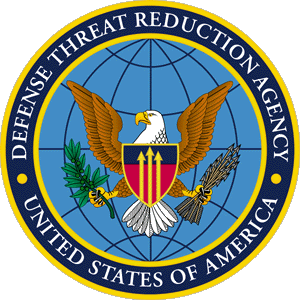 DEFENSE THREAT REDUCTION AGENCY
UNITED STATES OF AMERICA